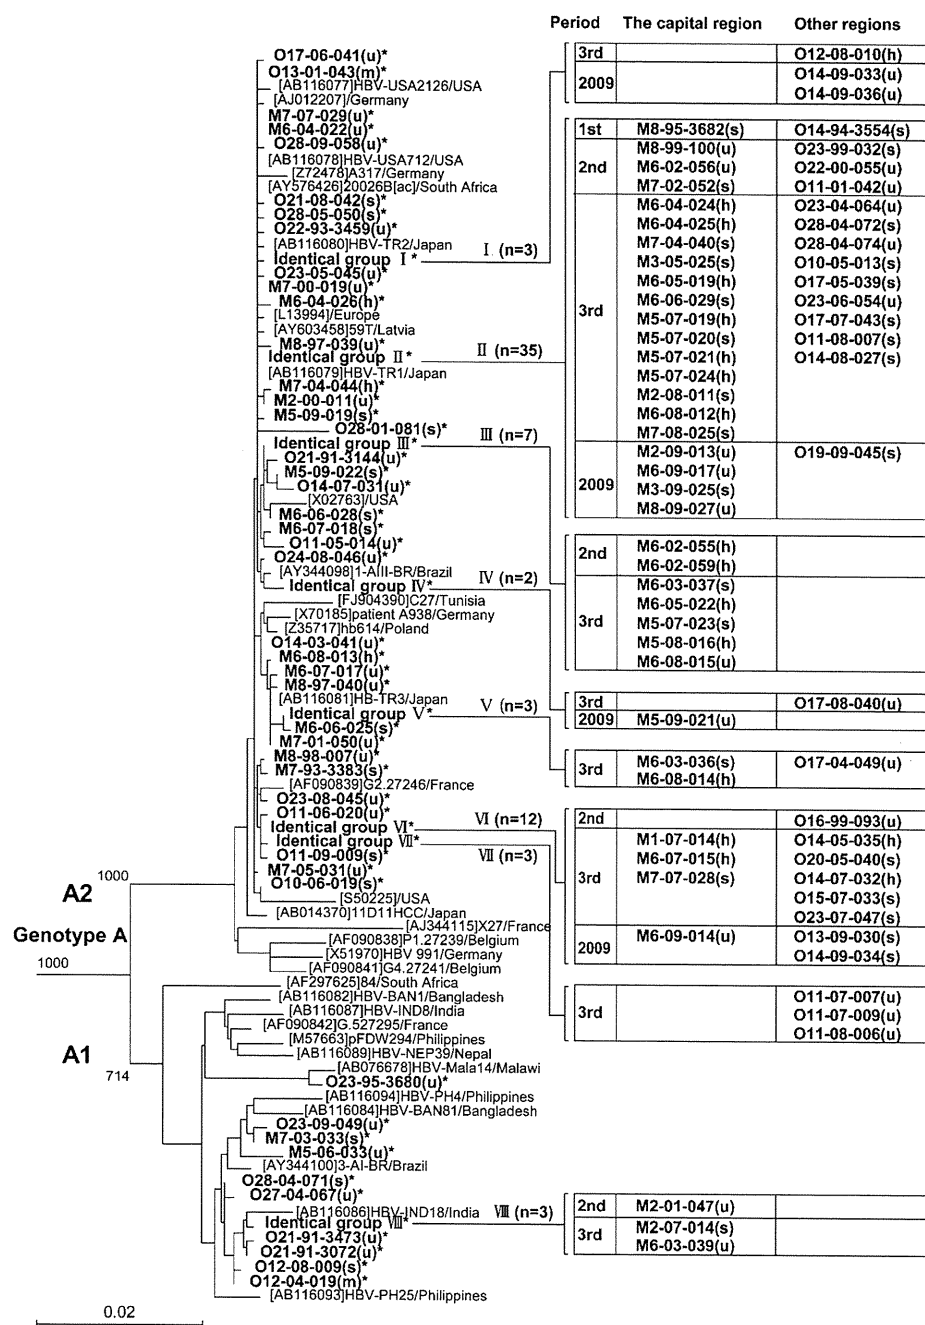 Period The capital region Other regions
O17-06-041(u)*
O13-01-043(m)*
[AB116077]HBV-USA2126/USA
[AJ012207]/Germany
M7-07-029(u)*
M6-04-022(u)*
O28-09-058(u)*
[AB116078]HBV-USA712/USA
[Z72478]A317/Germany
[AY576426]20026B[ac]/South Africa
O21-08-042(s)*
O28-05-050(s)*
O22-93-3459(u)*
[AB116080]HBV-TR2/Japan
Identical group Ⅰ*
O23-05-045(u)*
M7-00-019(u)*
M6-04-026(h)*
[L13994]/Europe
[AY603458]59T/Latvia
M8-97-039(u)*
Identical group Ⅱ*
[AB116079]HBV-TR1/Japan
M7-04-044(h)*
M2-00-011(u)*
M5-09-019(s)*
O28-01-081(s)*
Identical group Ⅲ*
O21-91-3144(u)*
M5-09-022(s)*
O14-07-031(u)*
[X02763]/USA
M6-06-028(s)*
M6-07-018(s)*
O11-05-014(u)*
O24-08-046(u)*
[AY344098]1-AIII-BR/Brazil
Identical group Ⅳ*
[FJ904390]C27/Tunisia
[X70185]patient A938/Germany
[Z35717]hb614/Poland
O14-03-041(u)*
M6-08-013(h)*
M6-07-017(u)*
M8-97-040(u)*
[AB116081]HB-TR3/Japan
Identical group Ⅴ*
M6-06-025(s)*
M7-01-050(u)*
M8-98-007(u)*
M7-93-3383(s)*
[AF090839]G2.27246/France
O23-08-045(u)*
O11-06-020(u)*
Identical group Ⅵ*
Identical group Ⅶ*
O11-09-009(s)*
M7-05-031(u)*
O10-06-019(s)*
[S50225]/USA
[AB014370]11D11HCC/Japan
[AJ344115]X27/France
[AF090838]P1.27239/Belgium
[X51970]HBV 991/Germany
[AF090841]G4.27241/Belgium
[AF297625]84/South Africa
[AB116082]HBV-BAN1/Bangladesh
[AB116087]HBV-IND8/India
[AF090842]G.527295/France
[M57663]pFDW294/Philippines
[AB116089]HBV-NEP39/Nepal
[AB076678]HBV-Mala14/Malawi
O23-95-3680(u)*
[AB116094]HBV-PH4/Philippines
[AB116084]HBV-BAN81/Bangladesh
O23-09-049(u)*
M7-03-033(s)*
M5-06-033(u)*
[AY344100]3-AI-BR/Brazil
O28-04-071(s)*
O27-04-067(u)*
[AB116086]HBV-IND18/India
Identical group Ⅷ*
O21-91-3473(u)*
O21-91-3072(u)*
O12-08-009(s)*
O12-04-019(m)*
[AB116093]HBV-PH25/Philippines
1000
A2
Genotype A
1000
A1
714
0.02
Ⅰ (n=3)
3rd O12-08-010(h)
2009 O14-09-033(u)
O14-09-036(u)
Ⅱ (n=35)
1st M8-95-3682(s) O14-94-3554(s)
M8-99-100(u) O23-99-032(s)
2nd M6-02-056(u) O22-00-055(u)
M7-02-052(s) O11-01-042(u)
M6-04-024(h) O23-04-064(u)
M6-04-025(h) O28-04-072(s)
M7-04-040(s) O28-04-074(u)
M3-05-025(s) O10-05-013(s)
M6-05-019(h) O17-05-039(s)
M6-06-029(s) O23-06-054(u)
3rd M5-07-019(h) O17-07-043(s)
M5-07-020(s) O11-08-007(s)
M5-07-021(h) O14-08-027(s)
M5-07-024(h)
M2-08-011(s)
M6-08-012(h)
M7-08-025(s)
M2-09-013(u) O19-09-045(s)
2009 M6-09-017(u)
M3-09-025(s)
M8-09-027(u)
Ⅲ (n=7)
2nd M6-02-055(h)
M6-02-059(h)
M6-03-037(s)
M6-05-022(h)
3rd M5-07-023(s)
M5-08-016(h)
M6-08-015(u)
Ⅳ (n=2)
3rd O17-08-040(u)
2009 M5-09-021(u)
Ⅴ (n=3)
3rd M6-03-036(s) O17-04-049(u)
M6-08-014(h)
Ⅵ (n=12)
2nd O16-99-093(u)
M1-07-014(h) O14-05-035(h)
M6-07-015(h) O20-05-040(s)
3rd M7-07-028(s) O14-07-032(h)
O15-07-033(s)
O23-07-047(s)
2009 M6-09-014(u) O13-09-030(s)
O14-09-034(s)
Ⅶ (n=3)
O11-07-007(u)
3rd O11-07-009(u)
O11-08-006(u)
Ⅷ (n=3)
2nd M2-01-047(u)
3rd M2-07-014(s)
M6-03-039(u)